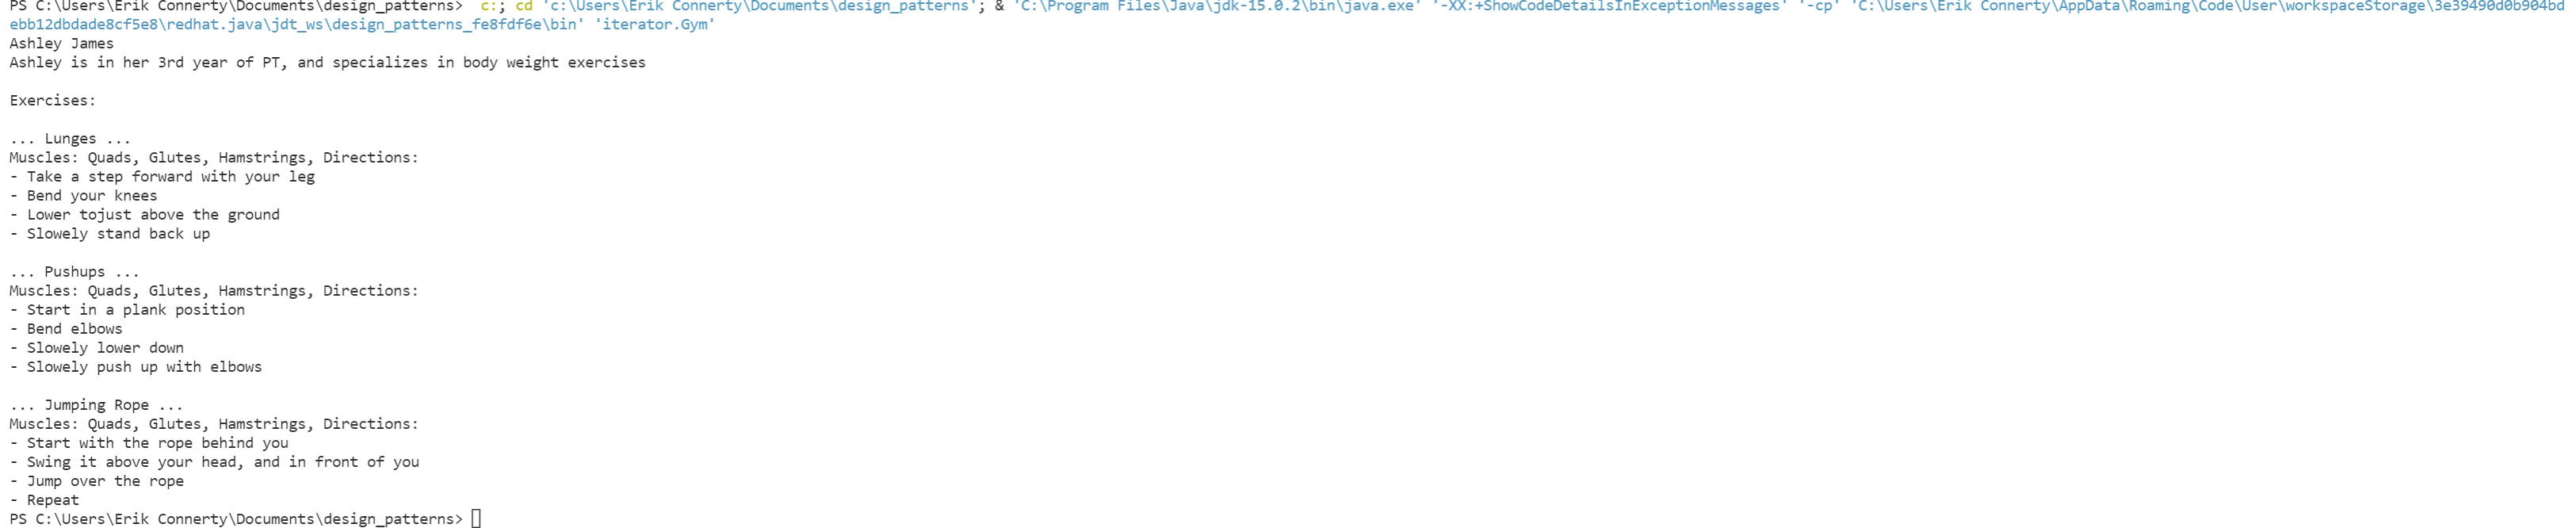 PS C:\Users\Erik Connerty\Documents\design_patterns>  c:; cd 'c:\Users\Erik Connerty\Documents\design_patterns'; & 'C:\Program Files\Java\jdk-15.0.2\bin\java.exe' '-XX:+ShowCodeDetailsInExceptionMessages' '-cp' 'C:\Users\Erik Connerty\AppData\Roaming\Code\User\workspaceStorage\3e39490d0b904bd
ebb12dbdade8cf5e8\redhat.java\jdt_ws\design_patterns_fe8fdf6e\bin' 'iterator.Gym'
Ashley James
Ashley is in her 3rd year of PT, and specializes in body weight exercises
Exercises:
... Lunges ...
Muscles: Quads, Glutes, Hamstrings, Directions:
- Take a step forward with your leg
- Bend your knees
- Lower tojust above the ground
- Slowely stand back up
... Pushups ...
Muscles: Quads, Glutes, Hamstrings, Directions:
- Start in a plank position
- Bend elbows
- Slowely lower down
- Slowely push up with elbows
... Jumping Rope ...
Muscles: Quads, Glutes, Hamstrings, Directions:
- Start with the rope behind you
- Swing it above your head, and in front of you
- Jump over the rope
- Repeat
PS C:\Users\Erik Connerty\Documents\design_patterns>